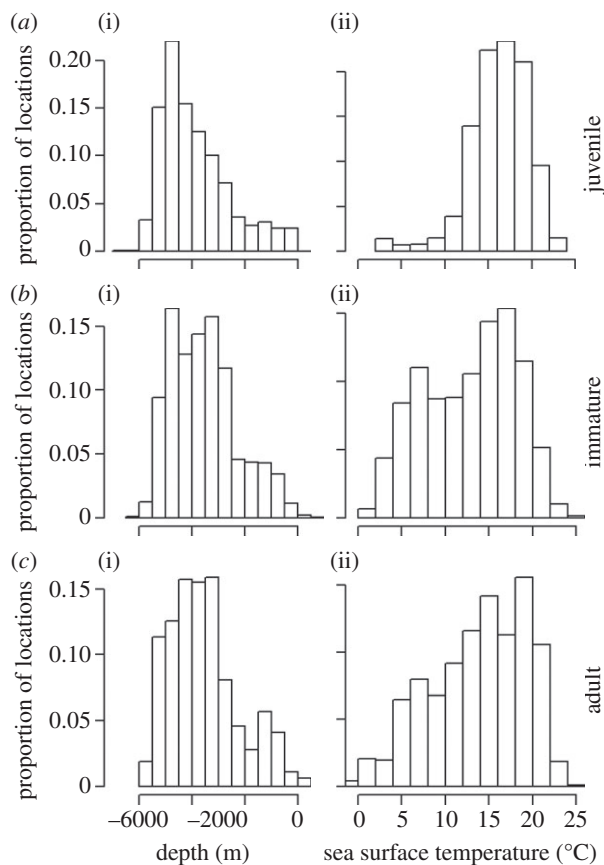 (a) (i) (ii)
0.20
0.15
0.10
0.05
0
proportion of locations
juvenile
(b) (i) (ii)
0.15
0.10
0.05
0
proportion of locations
immature
(c) (i) (ii)
0.15
0.10
0.05
0
proportion of locations
adult
–6000 –2000 0 0 5 10 15 20 25
depth (m) sea surface temperature (°C)